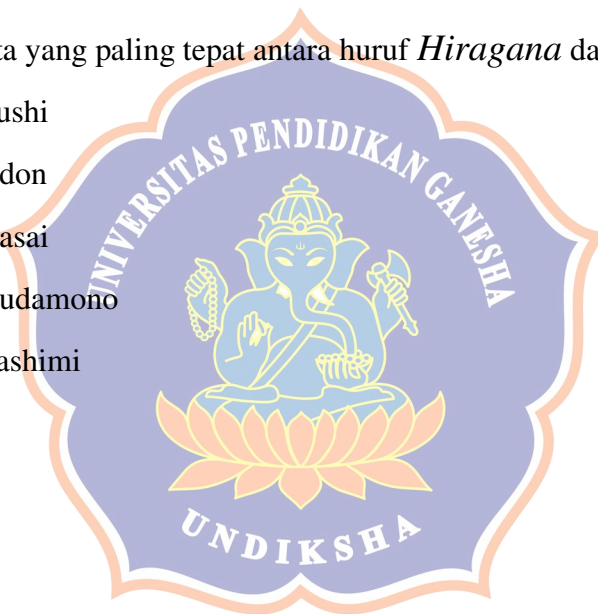 ta yang paling tepat antara huruf Hiragana da
ushi
don
asai
udamono
ashimi
UNIVERSITAS PENDIDIKAN GANESHA
UNDIKSHA